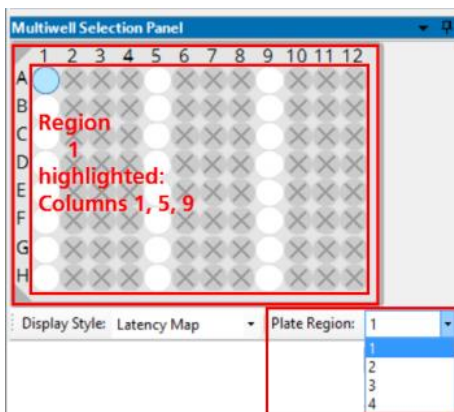 Multiwell Selection Panel
1 2 3 4 5 6 7 8 9 10 11 12
A
B
C
D
E
F
G
H
Region
1
highlighted:
Columns 1, 5, 9
Display Style: Latency Map Plate Region: 1
1
2
3
4